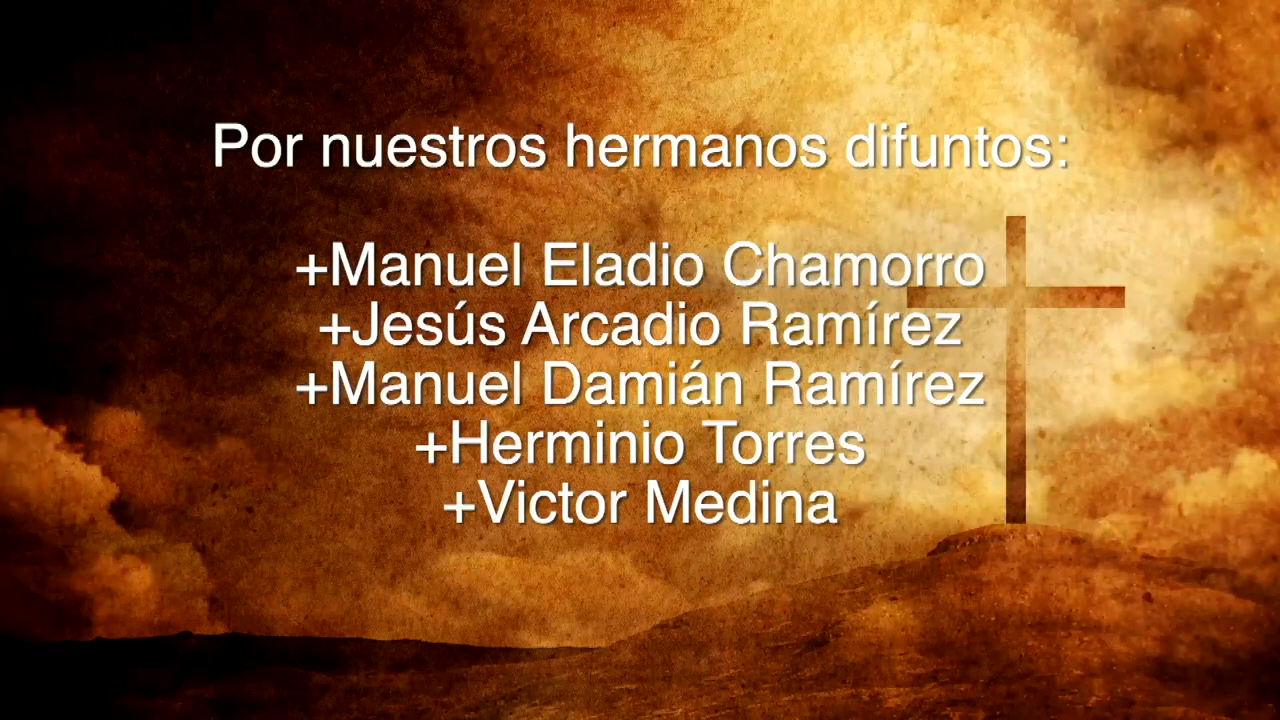 Por nuestros hermanos difuntos:
+Manuel Eladio Chamorro
+Jesús Arcadio Ramírez
+Manuel Damián Ramírez
+Herminio Torres
+Victor Medina